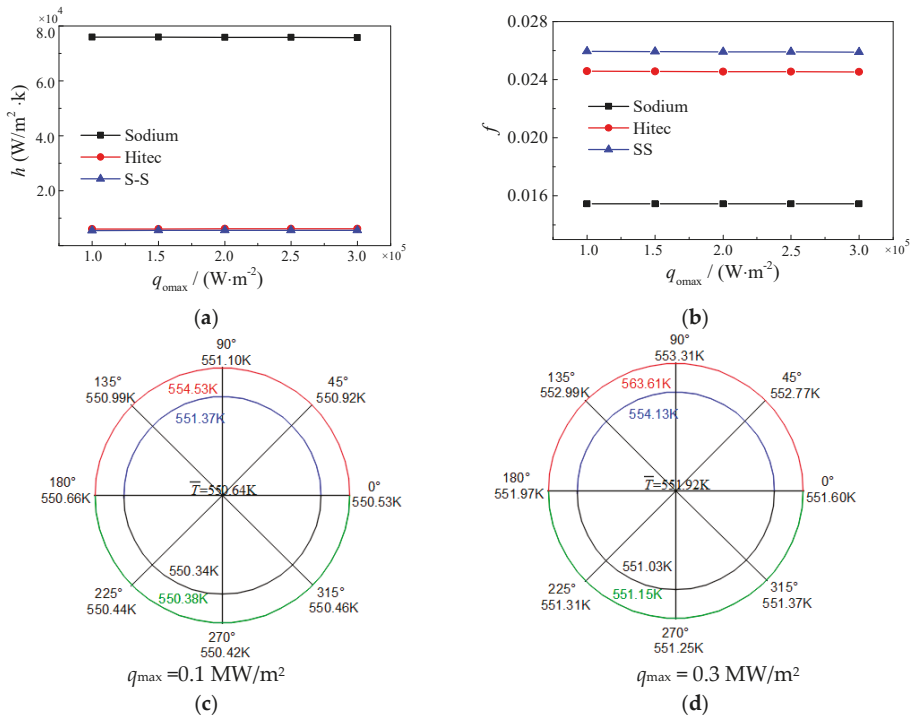 ×10⁴
8.0
6.0
4.0
2.0
h (W/m² ·k)
Sodium
Hitec
S-S
1.0 1.5 2.0 2.5 3.0
×10⁵
q_omax / (W·m⁻²)
(a)
0.028
0.024
0.020
0.016
f
Sodium
Hitec
SS
1.0 1.5 2.0 2.5 3.0
×10⁵
q_omax / (W·m⁻²)
(b)
90°
551.10K
135°
550.99K
554.53K
45°
550.92K
551.37K
180°
550.66K
T̅=550.64K
0°
550.53K
550.34K
225°
550.44K
550.38K
315°
550.46K
270°
550.42K
qmax =0.1 MW/m²
(c)
90°
553.31K
135°
552.99K
563.61K
45°
552.77K
554.13K
180°
551.97K
T̅=551.92K
0°
551.60K
551.03K
225°
551.31K
551.15K
315°
551.37K
270°
551.25K
qmax = 0.3 MW/m²
(d)